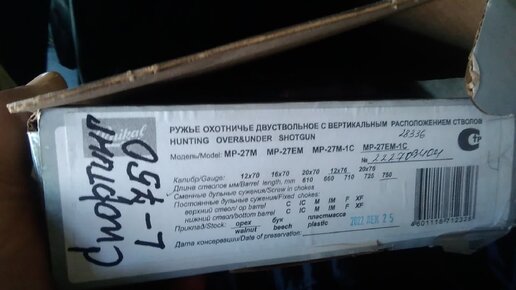 Спортинг
L-750
Baikal
РУЖЬЕ ОХОТНИЧЬЕ ДВУСТВОЛЬНОЕ С ВЕРТИКАЛЬНЫМ РАСПОЛОЖЕНИЕМ СТВОЛОВ
HUNTING OVER&UNDER SHOTGUN
28336
Модель/Model: MP-27M MP-27EM MP-27M-1C MP-27EM-1C
№
Калибр/Gauge: 12x70 16x70 20x70 12x76 20x76
Длина стволов мм/Barrel length, mm 610 660 710 725 750
Сменные дульные сужения/Screw in chokes
Постоянные дульные сужения/Fixed chokes:
верхний ствол/ top barrel C IC M IM F XF
нижний ствол/bottom barrel C IC M IM F XF
Приклад/Stock: орех бук пластмасса
walnut beech plastic
Дата консервации/Date of preservation:
2022 ДЕК 25